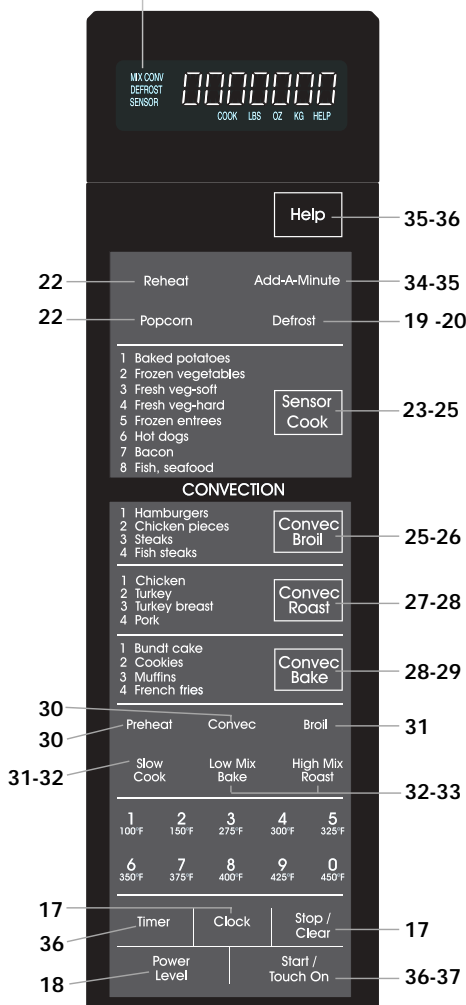 MIX CONV
DEFROST
SENSOR
0000000
COOK LBS OZ KG HELP
Help
35-36
22
Reheat
Add-A-Minute
34-35
22
Popcorn
Defrost
19 -20
1 Baked potatoes
2 Frozen vegetables
3 Fresh veg-soft
4 Fresh veg-hard
5 Frozen entrees
6 Hot dogs
7 Bacon
8 Fish, seafood
Sensor
Cook
23-25
CONVECTION
1 Hamburgers
2 Chicken pieces
3 Steaks
4 Fish steaks
Convec
Broil
25-26
1 Chicken
2 Turkey
3 Turkey breast
4 Pork
Convec
Roast
27-28
1 Bundt cake
2 Cookies
3 Muffins
4 French fries
Convec
Bake
28-29
30
30
Preheat
Convec
Broil
31
31-32
Slow
Cook
Low Mix
Bake
High Mix
Roast
32-33
1 2 3 4 5
100°F 150°F 275°F 300°F 325°F
6 7 8 9 0
350°F 375°F 400°F 425°F 450°F
17
36
Timer
Clock
Stop /
Clear
17
18
Power
Level
Start /
Touch On
36-37